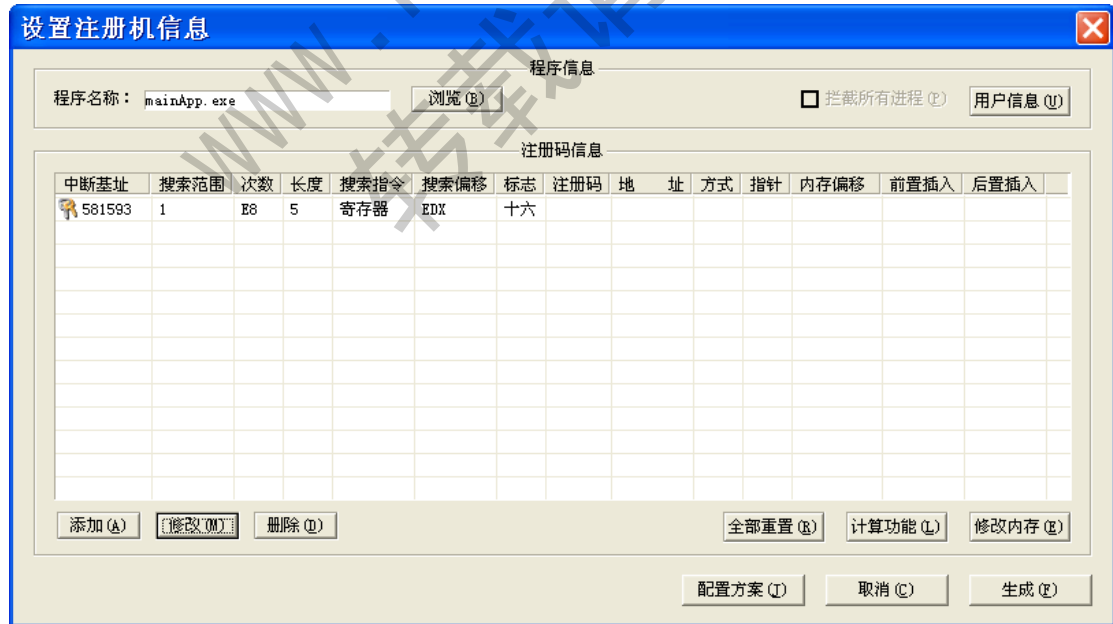 设置注册机信息
程序信息
程序名称： mainApp.exe 浏览(B) 拦截所有进程(P) 用户信息(U)
注册码信息
中断基址 搜索范围 次数 长度 搜索指令 搜索偏移 标志 注册码 地 址 方式 指针 内存偏移 前置插入 后置插入
581593 1 E8 5 寄存器 EDX 十六
添加(A) 修改(M) 删除(D) 全部重置(R) 计算功能(L) 修改内存(E)
配置方案(T) 取消(C) 生成(F)
www.
转载